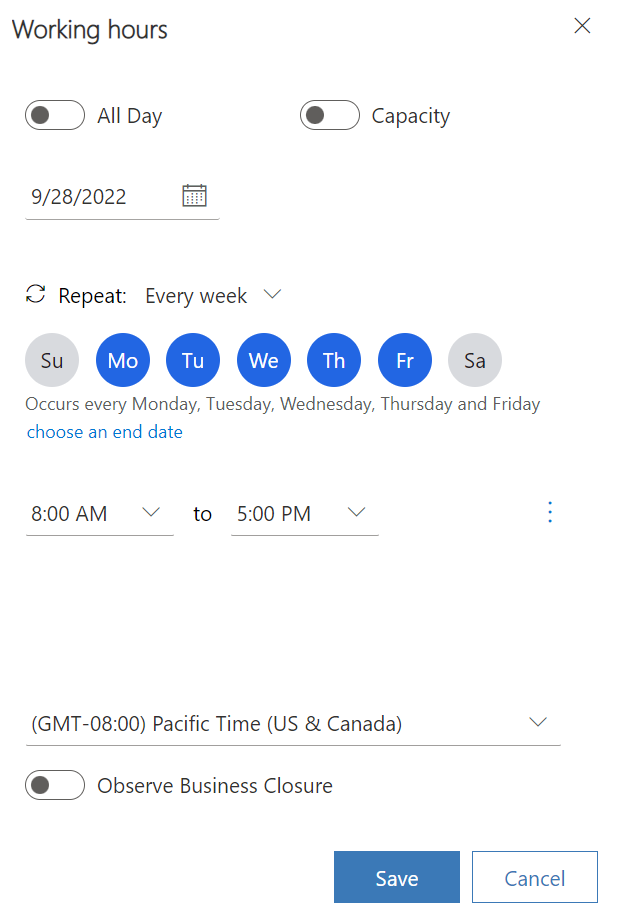 Working hours
All Day Capacity
9/28/2022
Repeat: Every week
Su Mo Tu We Th Fr Sa
Occurs every Monday, Tuesday, Wednesday, Thursday and Friday
choose an end date
8:00 AM to 5:00 PM
(GMT-08:00) Pacific Time (US & Canada)
Observe Business Closure
Save Cancel